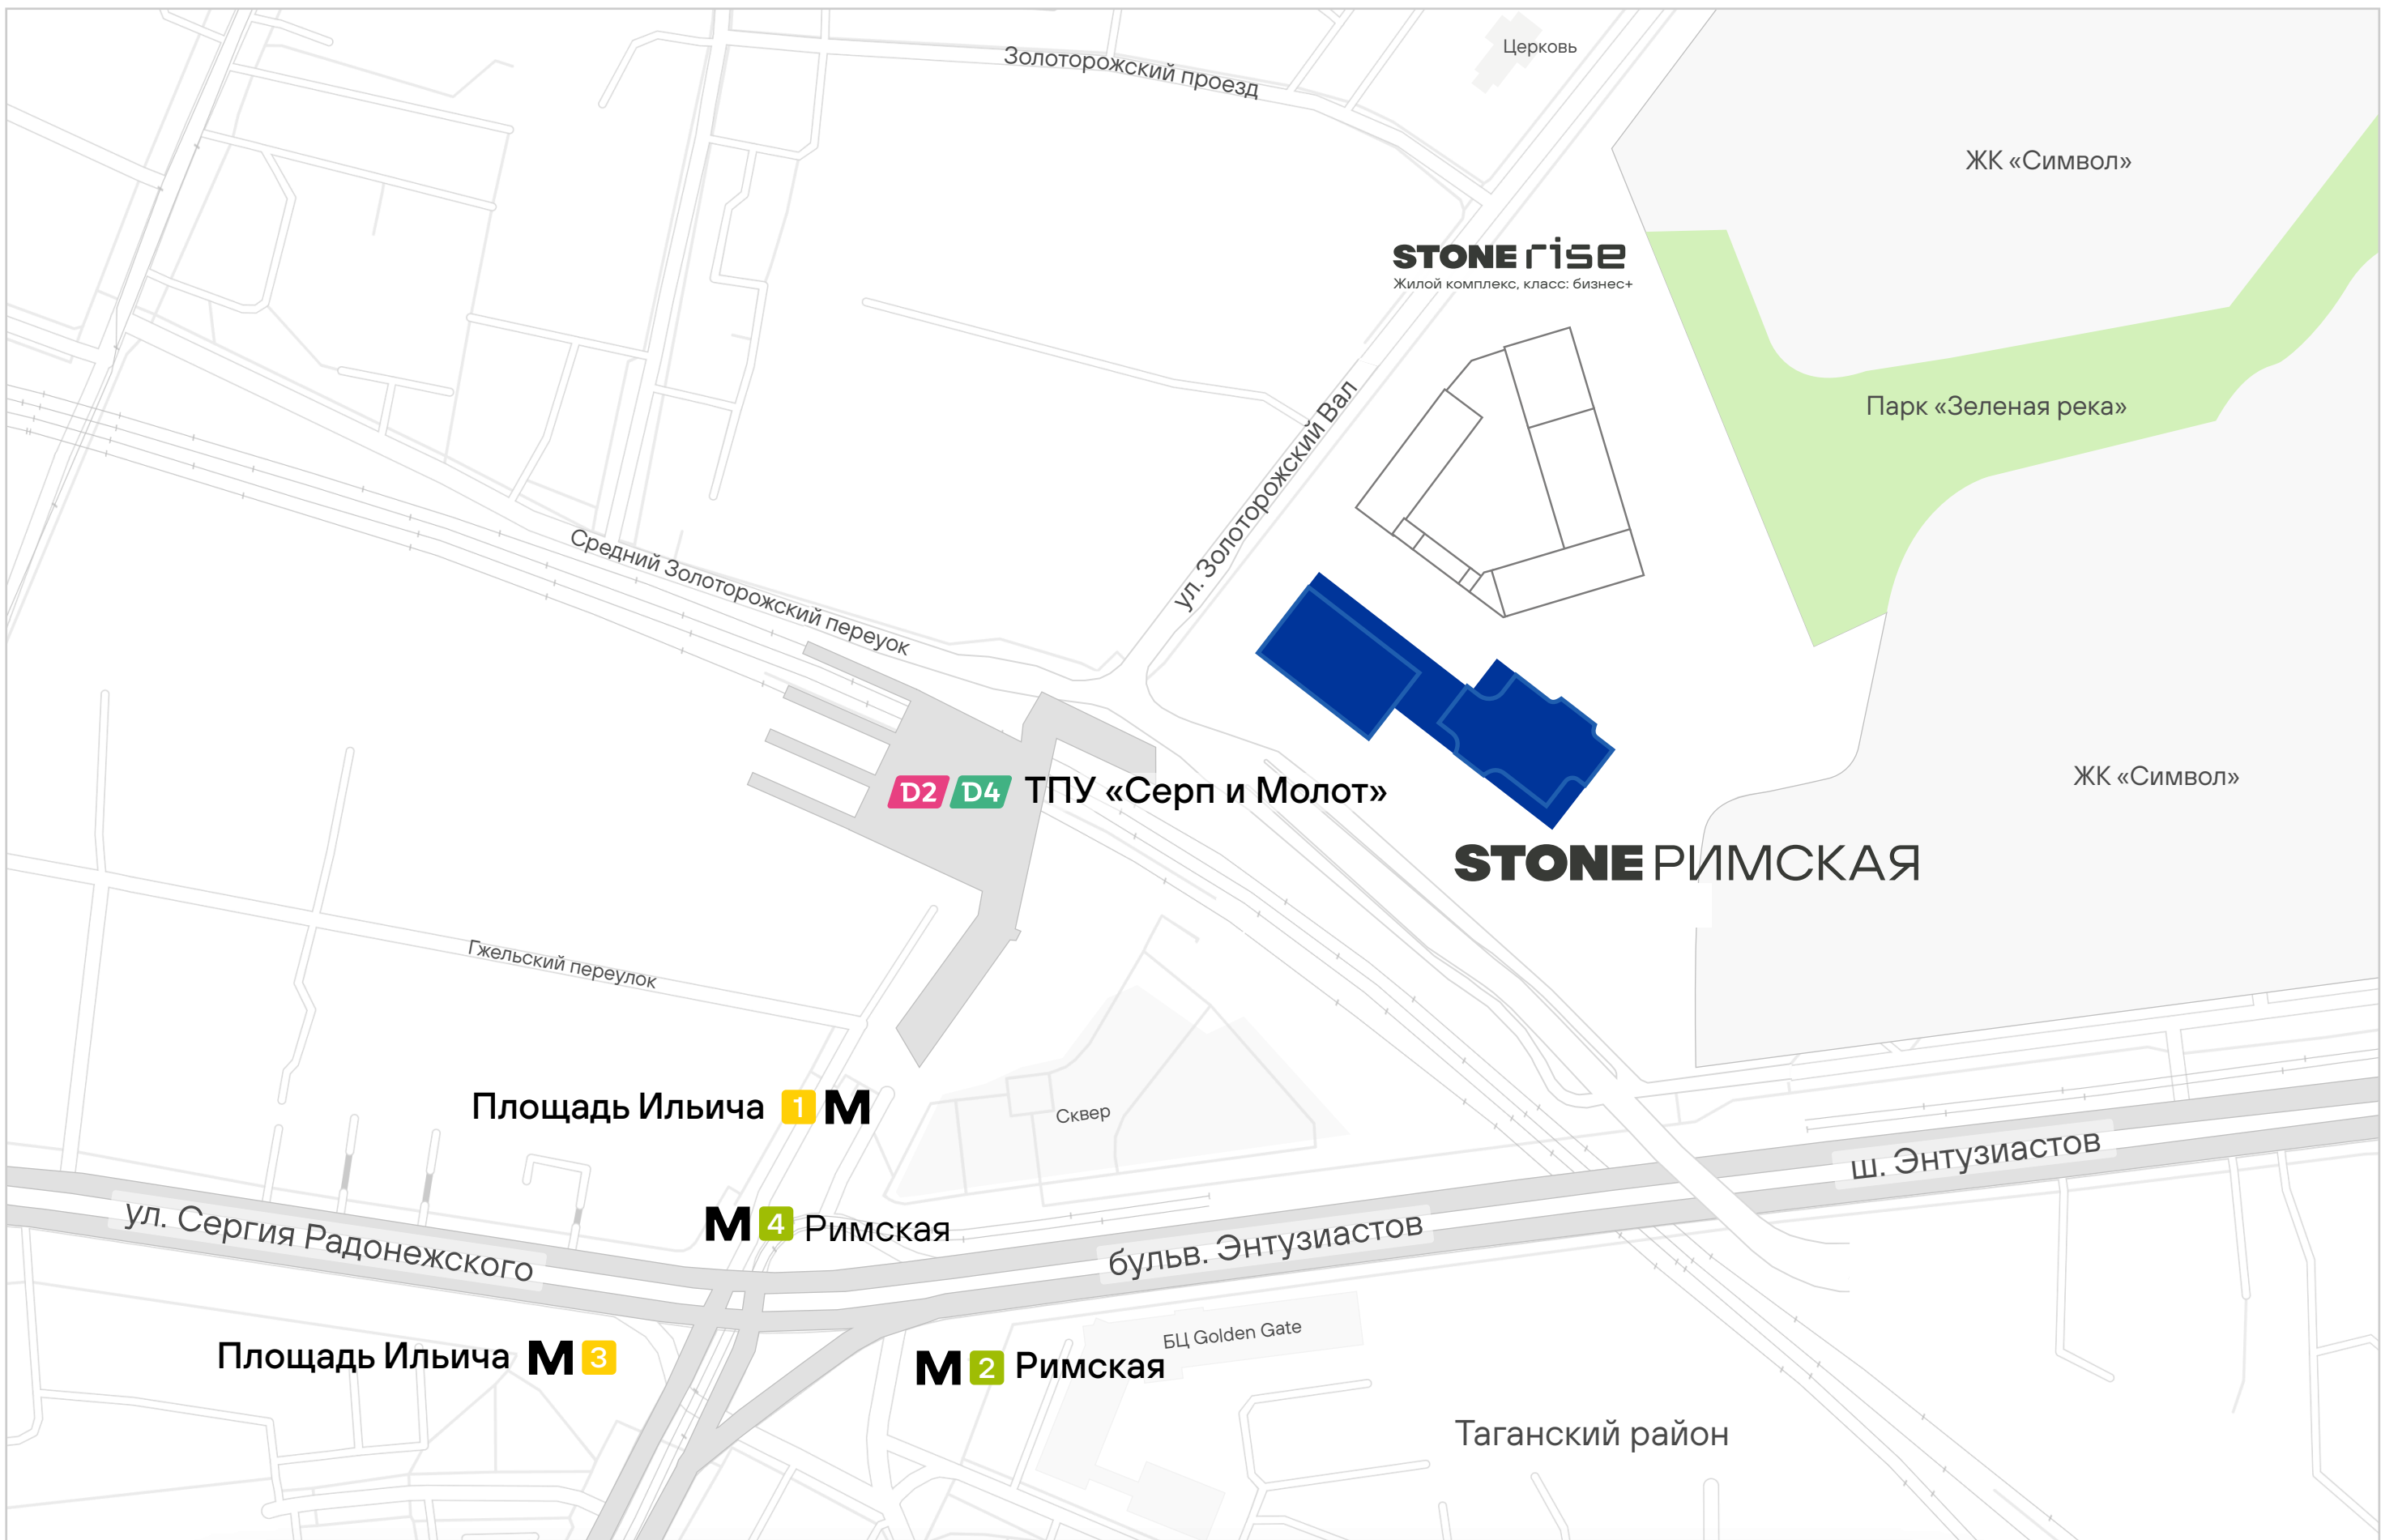 Церковь
Золоторожский проезд
ЖК «Символ»
STONE rise
Жилой комплекс, класс: бизнес+
Парк «Зеленая река»
ул. Золоторожский Вал
Средний Золоторожский переуок
D2 D4 ТПУ «Серп и Молот»
ЖК «Символ»
STONE РИМСКАЯ
Гжельский переулок
Площадь Ильича 1 М
Сквер
ш. Энтузиастов
М 4 Римская
ул. Сергия Радонежского
бульв. Энтузиастов
БЦ Golden Gate
Площадь Ильича М 3
М 2 Римская
Таганский район